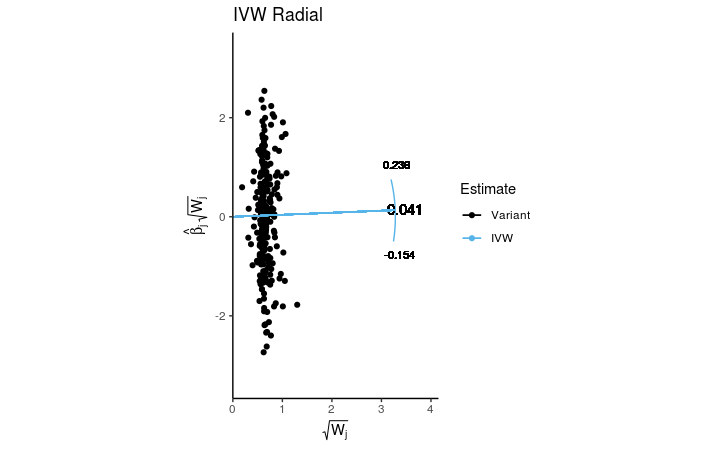 IVW Radial
2
0
-2
0.236
0.041
-0.154
β̂ⱼ√Wⱼ
0
1
2
3
4
√Wⱼ
Estimate
Variant
IVW